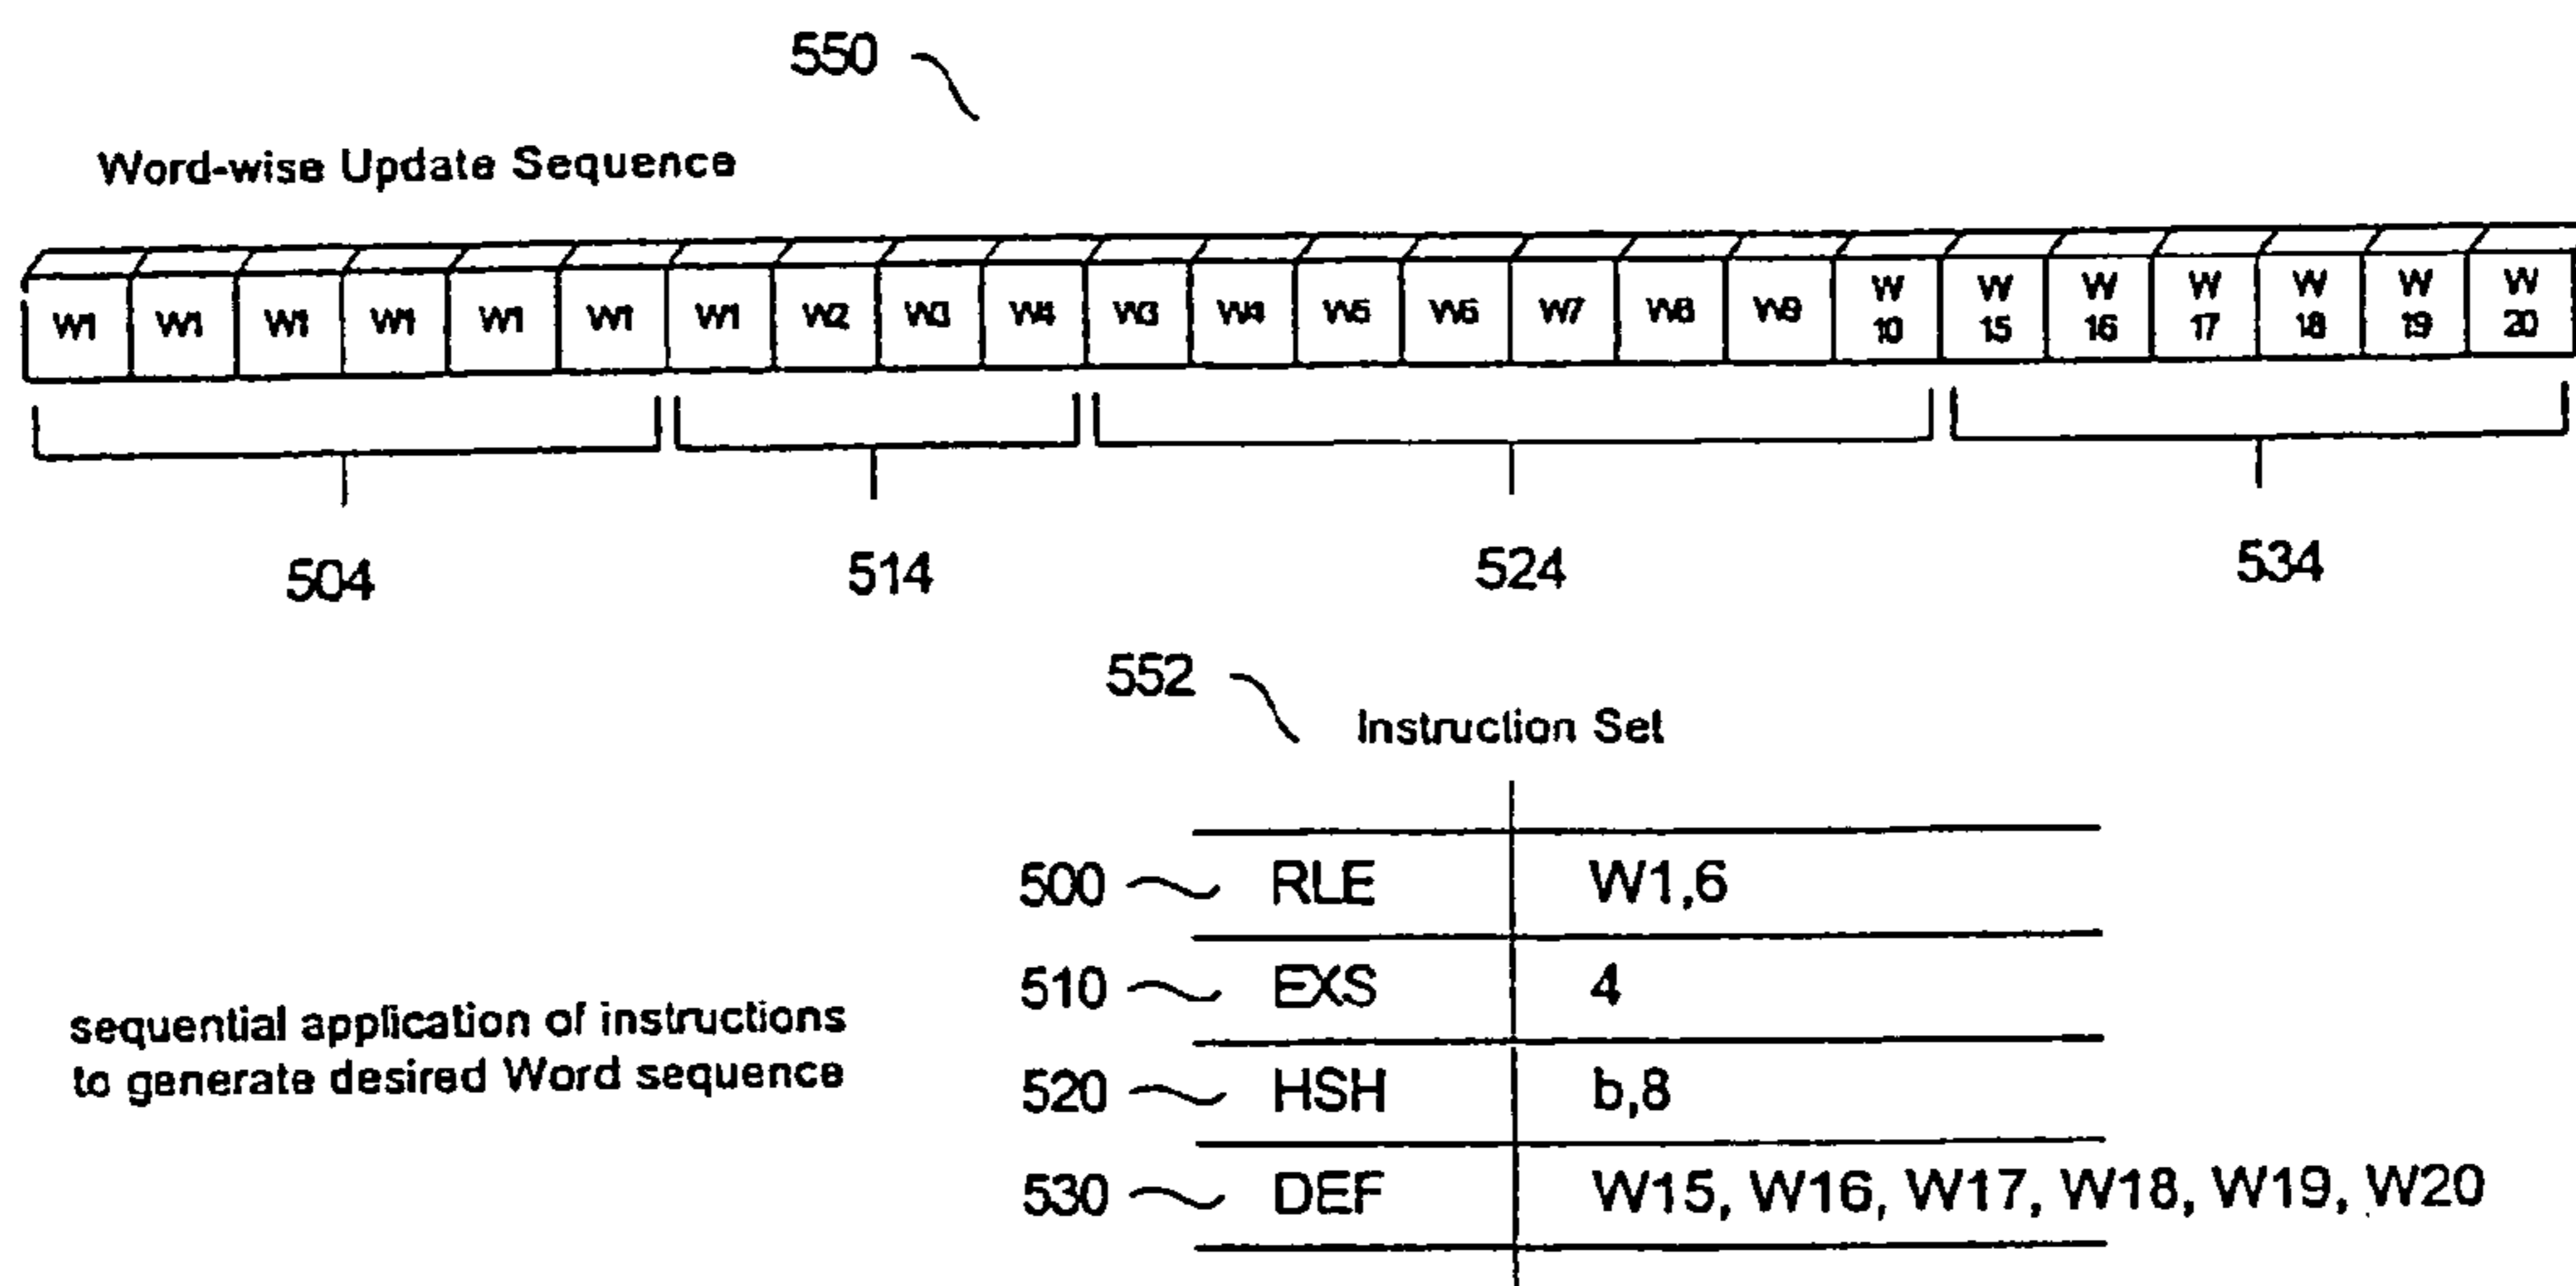 550
Word-wise Update Sequence
W1 W1 W1 W1 W1 W1 W1 W2 W3 W4 W3 W4 W5 W6 W7 W8 W9 W 10 W 15 W 16 W 17 W 18 W 19 W 20
504 514 524 534
552
Instruction Set
500 RLE W1,6
510 EXS 4
sequential application of instructions
to generate desired Word sequence
520 HSH b,8
530 DEF W15, W16, W17, W18, W19, W20